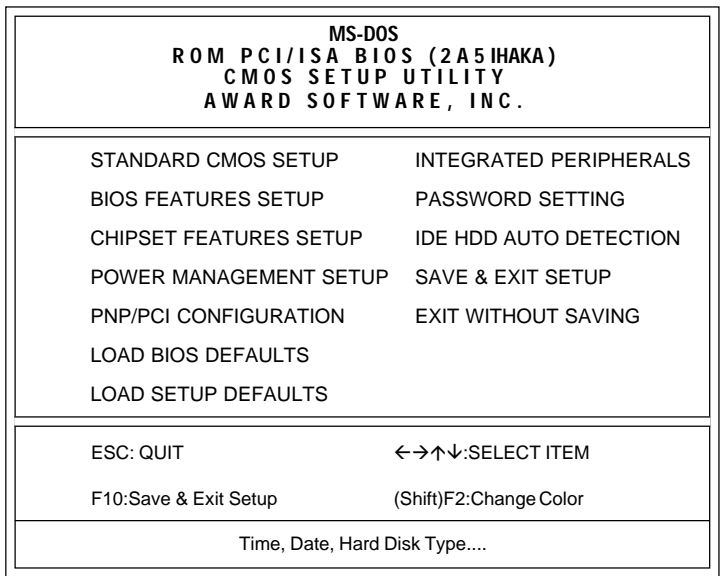 MS-DOS
ROM PCI/ISA BIOS (2A5IHAKA)
CMOS SETUP UTILITY
AWARD SOFTWARE, INC.
STANDARD CMOS SETUP
BIOS FEATURES SETUP
CHIPSET FEATURES SETUP
POWER MANAGEMENT SETUP
PNP/PCI CONFIGURATION
LOAD BIOS DEFAULTS
LOAD SETUP DEFAULTS
INTEGRATED PERIPHERALS
PASSWORD SETTING
IDE HDD AUTO DETECTION
SAVE & EXIT SETUP
EXIT WITHOUT SAVING
ESC: QUIT
←→↑↓:SELECT ITEM
F10:Save & Exit Setup
(Shift)F2:Change Color
Time, Date, Hard Disk Type....